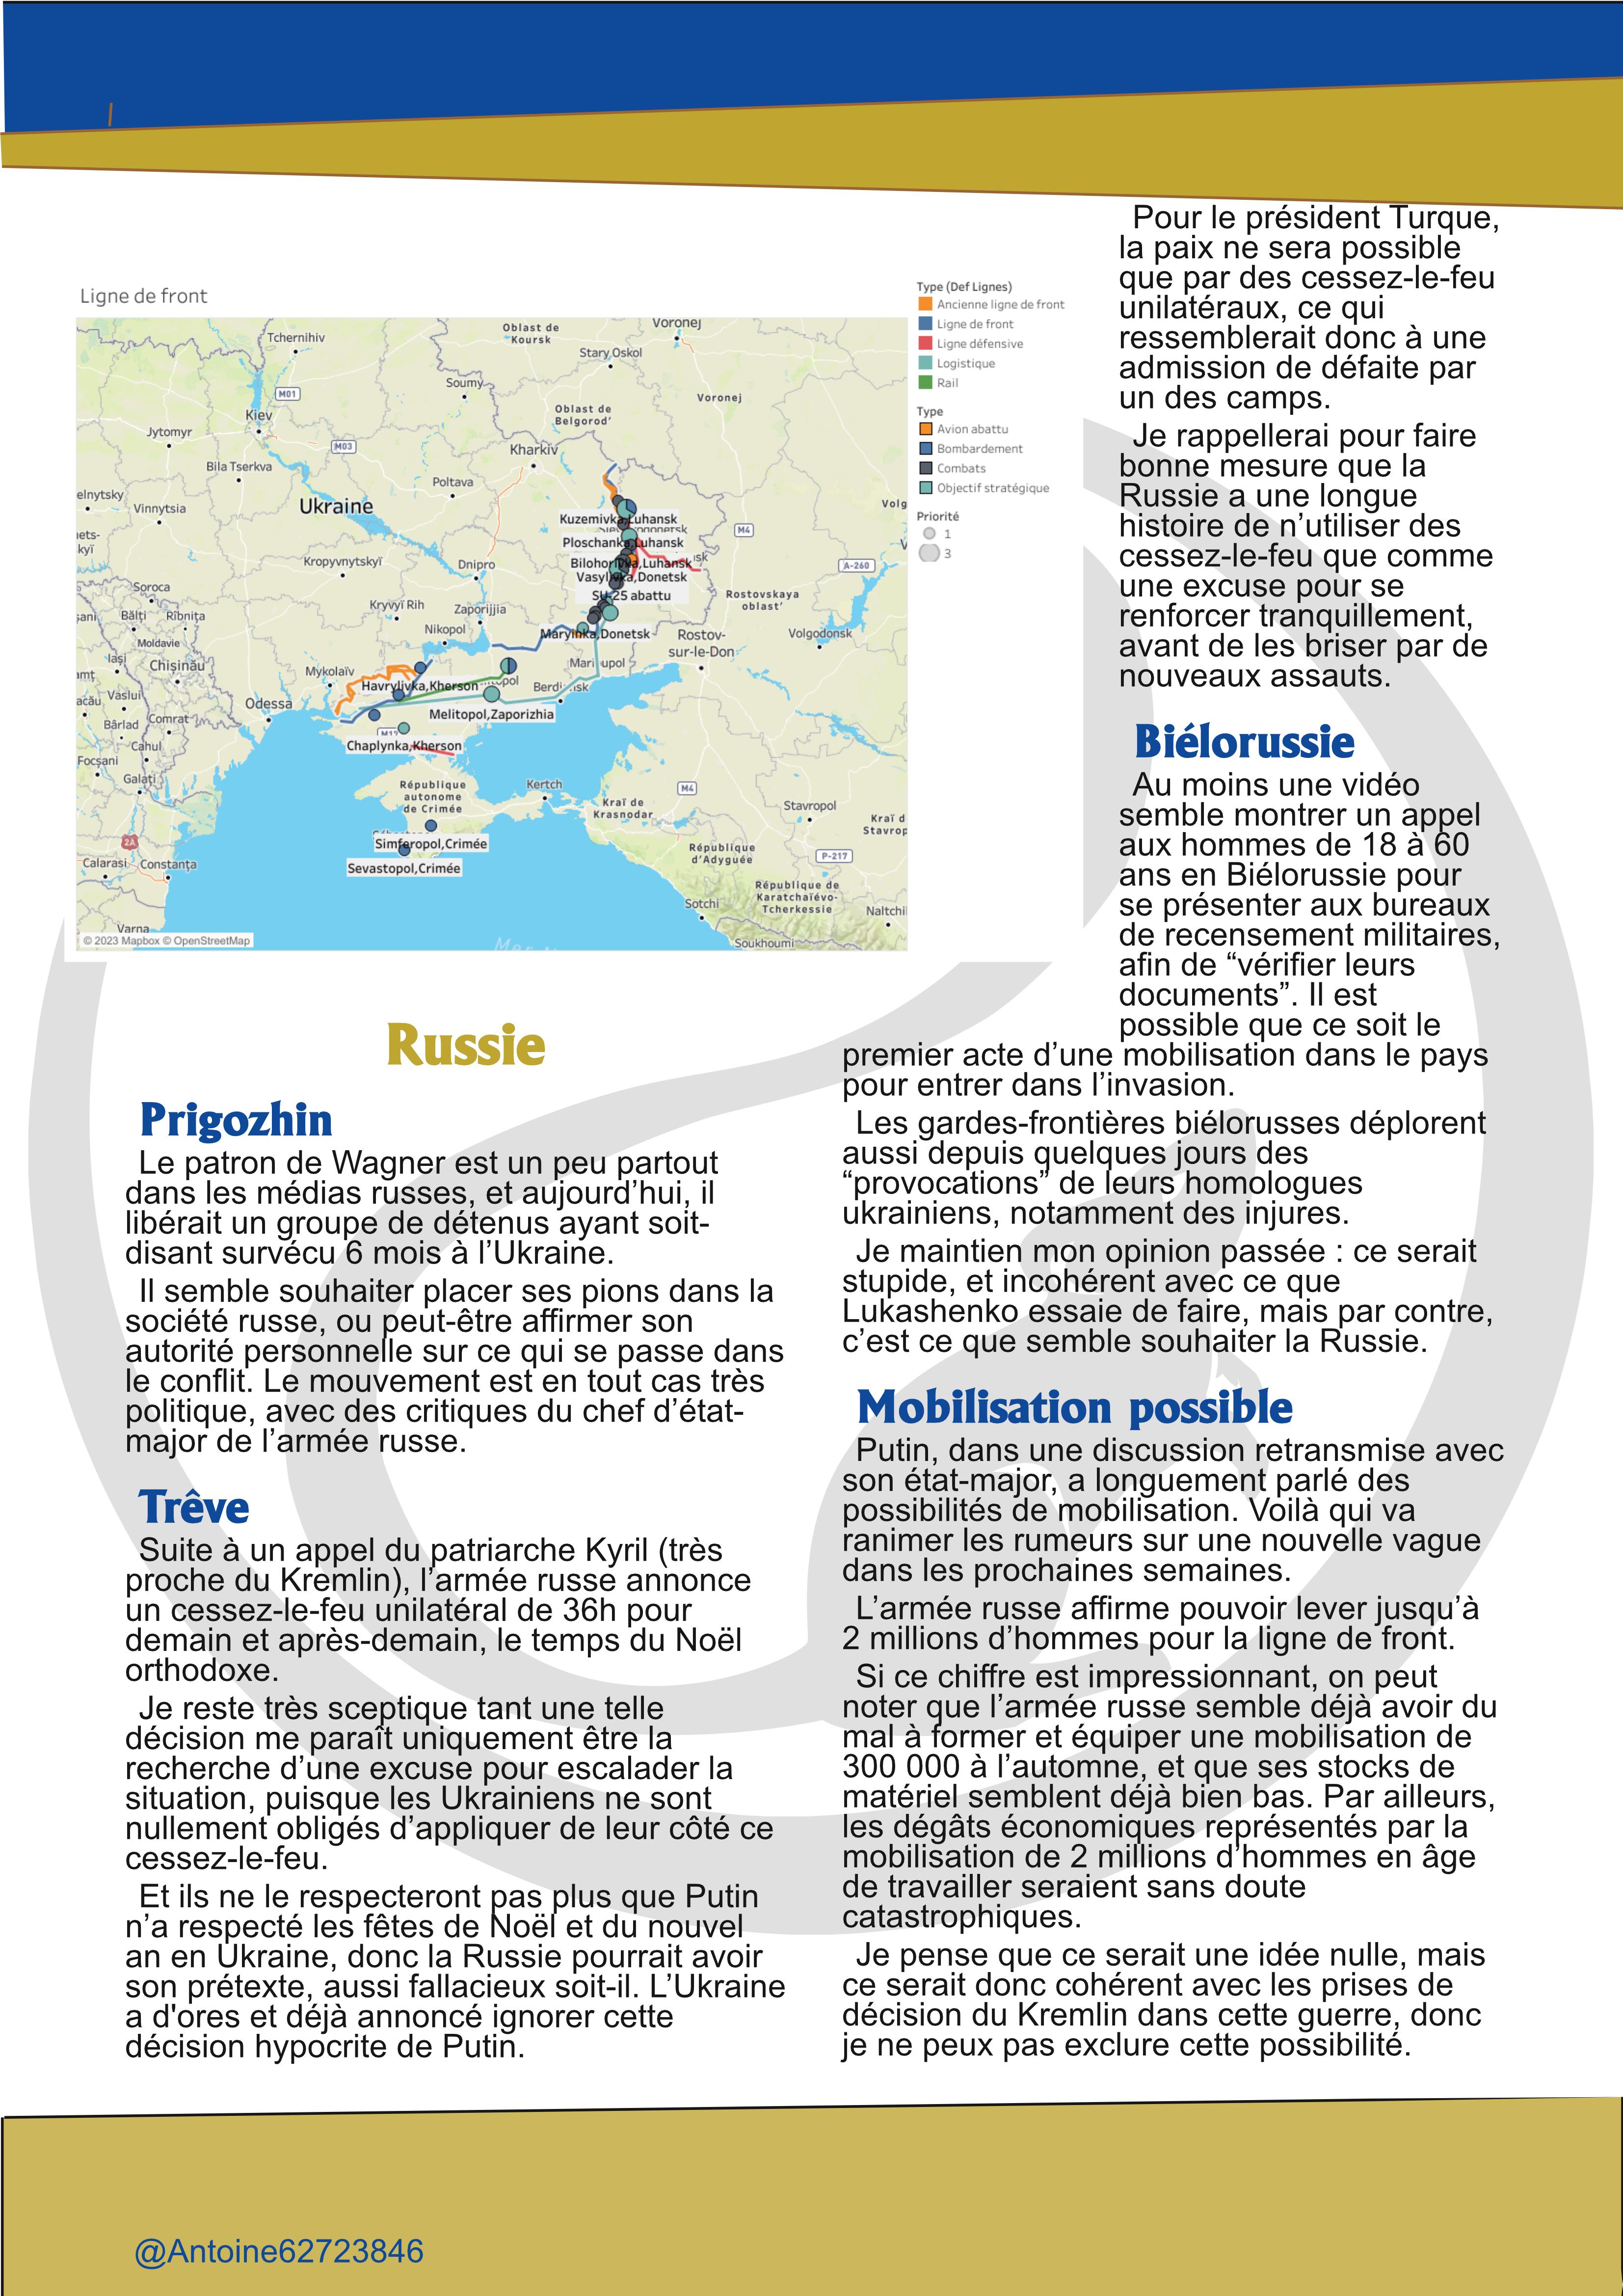 Ligne de front
Tchernihiv
Oblast de
Koursk
Voronej
Stary Oskol
M01
Soumy
Voronej
Kiev
Oblast de
Belgorod'
Jytomyr
M03
Kharkiv
Bila Tserkva
Poltava
elnytsky
Vinnytsia
Ukraine
Volg
Kuzemivka,Luhansk
M4
Ploschanka,Luhansk
Kropyvnytskyï
Dnipro
Bilohorivka,Luhansk
A-260
Vasylivka,Donetsk
Soroca
SU-25 abattu
Rostovskaya
oblast'
Kryvyï Rih
Zaporijjia
Bălți
Rîbnița
Nikopol
Maryinka,Donetsk
Rostov-
sur-le-Don
Volgodonsk
Moldavie
Iași
Chișinău
Mykolaïv
Vaslui
Havrylivka,Kherson
Odessa
Melitopol,Zaporizhia
Bârlad
Comrat
Cahul
Chaplynka,Kherson
Focșani
Galați
République
autonome
de Crimée
Kertch
M4
Kraï de
Krasnodar
Stavropol
Kraï d
Stavrop
2A
Simferopol,Crimée
République
d'Adyguée
P-217
Calarasi
Constanța
Sevastopol,Crimée
République de
Karatchaïévo-
Tcherkessie
Sotchi
Naltchi
Varna
Soukhoumi
© 2023 Mapbox © OpenStreetMap
Type (Def Lignes)
Ancienne ligne de front
Ligne de front
Ligne défensive
Logistique
Rail
Type
Avion abattu
Bombardement
Combats
Objectif stratégique
Priorité
1
3
Russie
Prigozhin
Le patron de Wagner est un peu partout
dans les médias russes, et aujourd’hui, il
libérait un groupe de détenus ayant soit-
disant survécu 6 mois à l’Ukraine.
Il semble souhaiter placer ses pions dans la
société russe, ou peut-être affirmer son
autorité personnelle sur ce qui se passe dans
le conflit. Le mouvement est en tout cas très
politique, avec des critiques du chef d’état-
major de l’armée russe.
Trêve
Suite à un appel du patriarche Kyril (très
proche du Kremlin), l’armée russe annonce
un cessez-le-feu unilatéral de 36h pour
demain et après-demain, le temps du Noël
orthodoxe.
Je reste très sceptique tant une telle
décision me paraît uniquement être la
recherche d’une excuse pour escalader la
situation, puisque les Ukrainiens ne sont
nullement obligés d’appliquer de leur côté ce
cessez-le-feu.
Et ils ne le respecteront pas plus que Putin
n’a respecté les fêtes de Noël et du nouvel
an en Ukraine, donc la Russie pourrait avoir
son prétexte, aussi fallacieux soit-il. L’Ukraine
a d'ores et déjà annoncé ignorer cette
décision hypocrite de Putin.
Pour le président Turque,
la paix ne sera possible
que par des cessez-le-feu
unilatéraux, ce qui
ressemblerait donc à une
admission de défaite par
un des camps.
Je rappellerai pour faire
bonne mesure que la
Russie a une longue
histoire de n’utiliser des
cessez-le-feu que comme
une excuse pour se
renforcer tranquillement,
avant de les briser par de
nouveaux assauts.
Biélorussie
Au moins une vidéo
semble montrer un appel
aux hommes de 18 à 60
ans en Biélorussie pour
se présenter aux bureaux
de recensement militaires,
afin de “vérifier leurs
documents”. Il est
possible que ce soit le
premier acte d’une mobilisation dans le pays
pour entrer dans l’invasion.
Les gardes-frontières biélorusses déplorent
aussi depuis quelques jours des
“provocations” de leurs homologues
ukrainiens, notamment des injures.
Je maintien mon opinion passée : ce serait
stupide, et incohérent avec ce que
Lukashenko essaie de faire, mais par contre,
c’est ce que semble souhaiter la Russie.
Mobilisation possible
Putin, dans une discussion retransmise avec
son état-major, a longuement parlé des
possibilités de mobilisation. Voilà qui va
ranimer les rumeurs sur une nouvelle vague
dans les prochaines semaines.
L’armée russe affirme pouvoir lever jusqu’à
2 millions d’hommes pour la ligne de front.
Si ce chiffre est impressionnant, on peut
noter que l’armée russe semble déjà avoir du
mal à former et équiper une mobilisation de
300 000 à l’automne, et que ses stocks de
matériel semblent déjà bien bas. Par ailleurs,
les dégâts économiques représentés par la
mobilisation de 2 millions d’hommes en âge
de travailler seraient sans doute
catastrophiques.
Je pense que ce serait une idée nulle, mais
ce serait donc cohérent avec les prises de
décision du Kremlin dans cette guerre, donc
je ne peux pas exclure cette possibilité.
@Antoine62723846